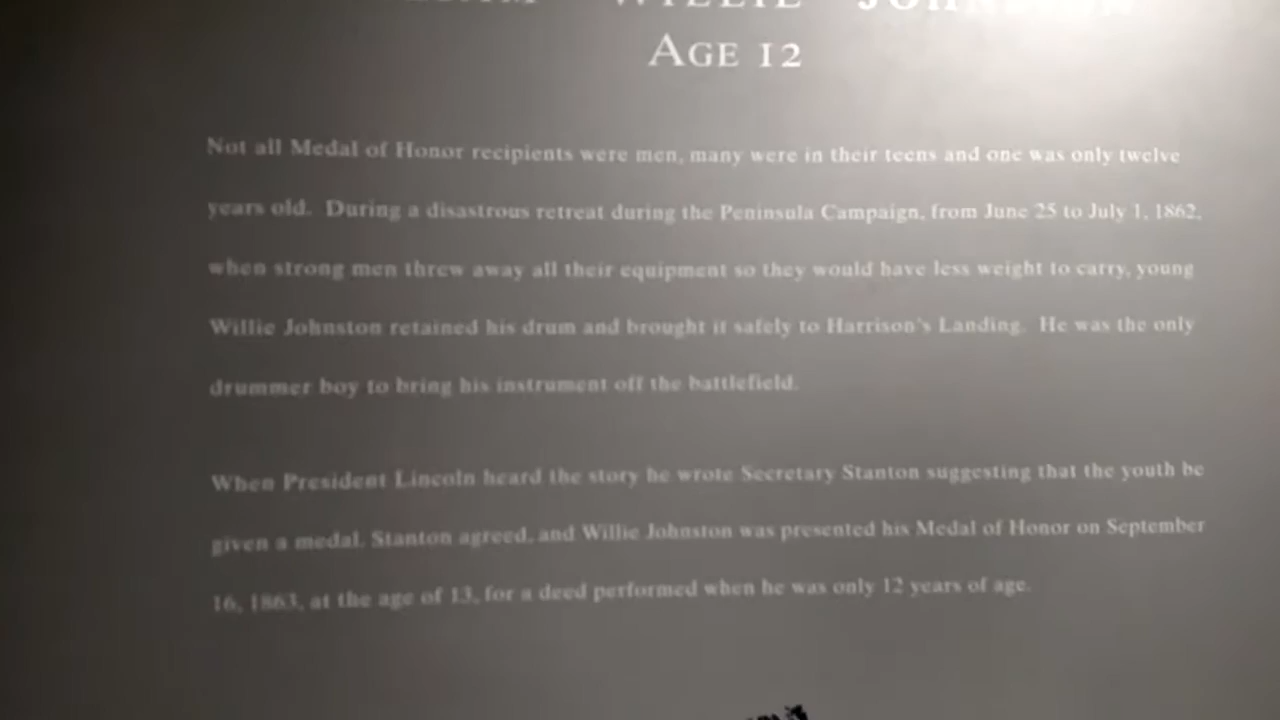 WILLIE
AGE 12
Not all Medal of Honor recipients were men, many were in their teens and one was only twelve
years old. During a disastrous retreat during the Peninsula Campaign, from June 25 to July 1, 1862,
when strong men threw away all their equipment so they would have less weight to carry, young
Willie Johnston retained his drum and brought it safely to Harrison's Landing. He was the only
drummer boy to bring his instrument off the battlefield.
When President Lincoln heard the story he wrote Secretary Stanton suggesting that the youth be
given a medal. Stanton agreed, and Willie Johnston was presented his Medal of Honor on September
16, 1863, at the age of 13, for a deed performed when he was only 12 years of age.